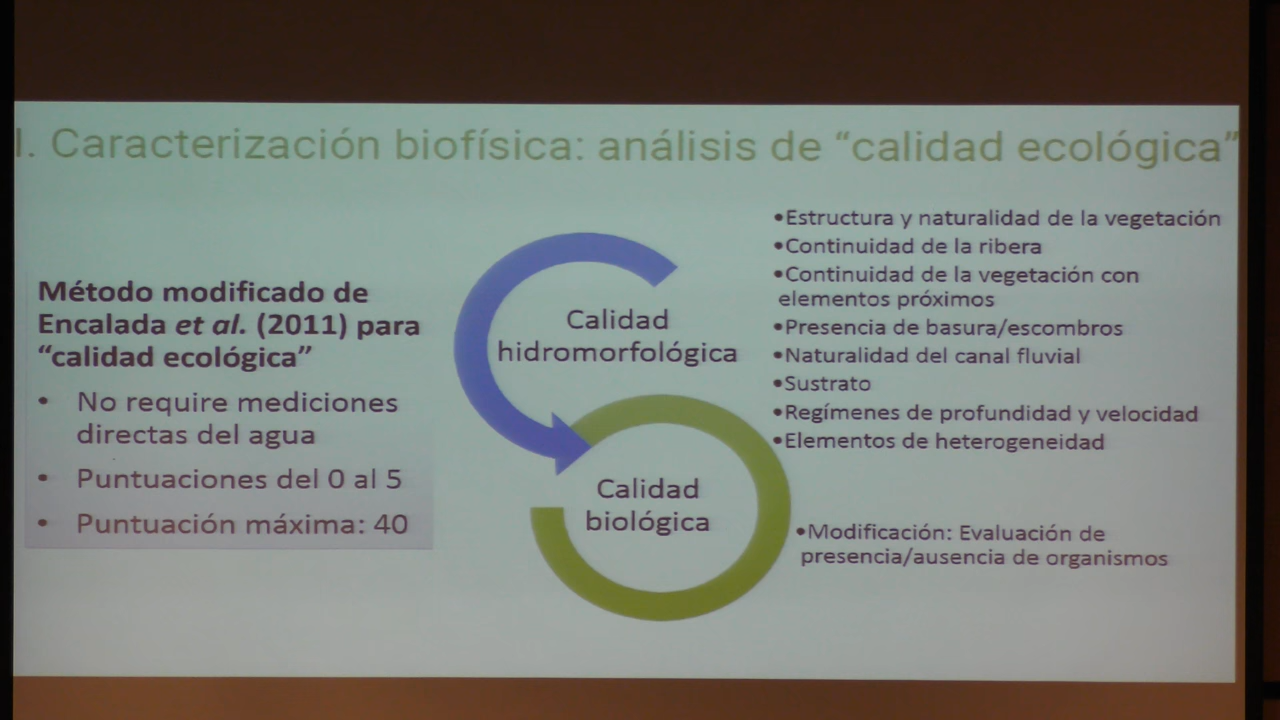 I. Caracterización biofísica: análisis de “calidad ecológica”
Método modificado de
Encalada et al. (2011) para
“calidad ecológica”
• No require mediciones
directas del agua
• Puntuaciones del 0 al 5
• Puntuación máxima: 40
Calidad
hidromorfológica
•Estructura y naturalidad de la vegetación
•Continuidad de la ribera
•Continuidad de la vegetación con
elementos próximos
•Presencia de basura/escombros
•Naturalidad del canal fluvial
•Sustrato
•Regímenes de profundidad y velocidad
•Elementos de heterogeneidad
Calidad
biológica
•Modificación: Evaluación de
presencia/ausencia de organismos